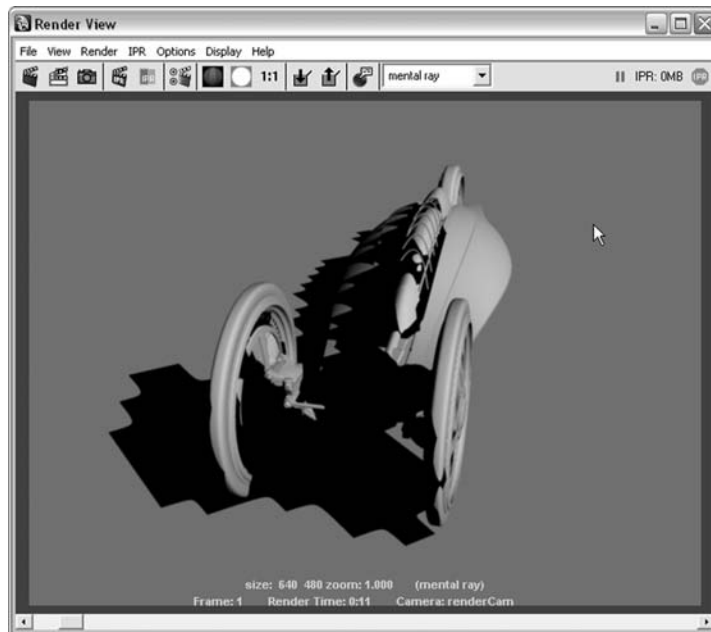 Render View
File View Render IPR Options Display Help
IPR 1:1 mental ray IPR: 0MB IPR
size: 640 480 zoom: 1.000 (mental ray)
Frame: 1 Render Time: 0:11 Camera: renderCam